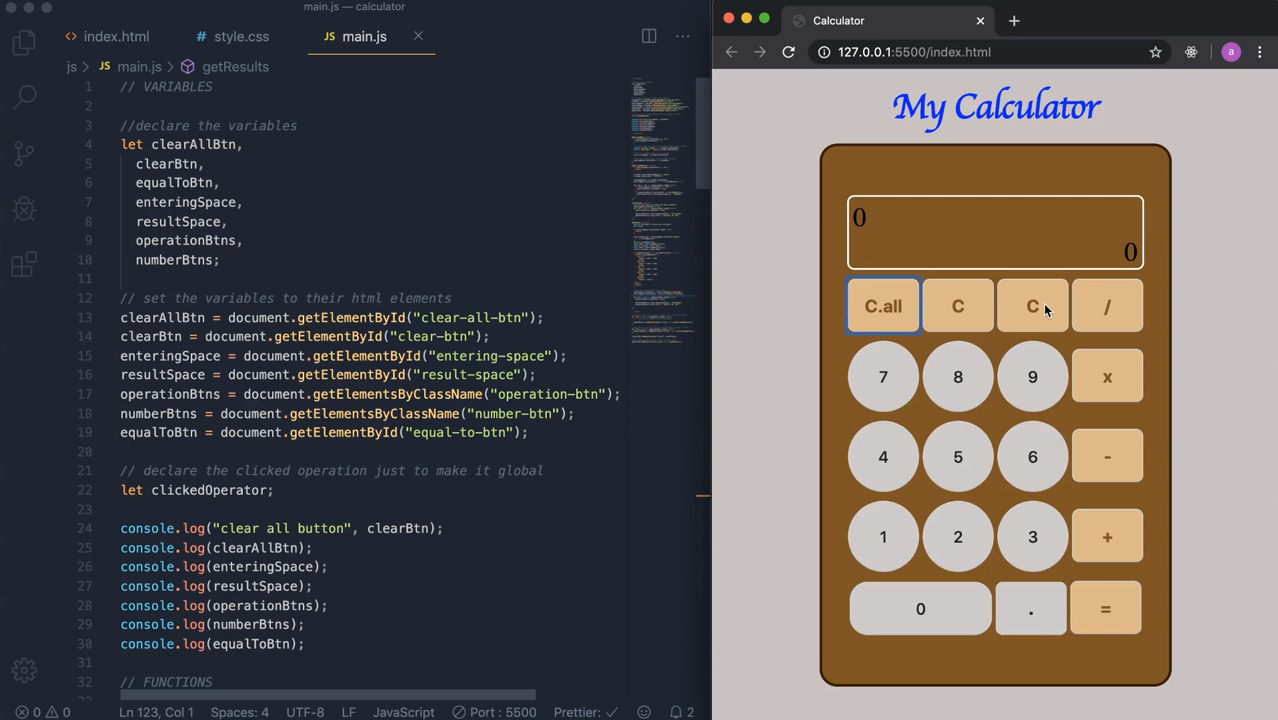 main.js — calculator
index.html
style.css
main.js
js > main.js > getResults
1 // VARIABLES
2
3 //declare the variables
4 let clearAllBtn,
5 clearBtn,
6 equalToBtn,
7 enteringSpace,
8 resultSpace,
9 operationBtns,
10 numberBtns;
11
12 // set the variables to their html elements
13 clearAllBtn = document.getElementById("clear-all-btn");
14 clearBtn = document.getElementById("clear-btn");
15 enteringSpace = document.getElementById("entering-space");
16 resultSpace = document.getElementById("result-space");
17 operationBtns = document.getElementsByClassName("operation-btn");
18 numberBtns = document.getElementsByClassName("number-btn");
19 equalToBtn = document.getElementById("equal-to-btn");
20
21 // declare the clicked operation just to make it global
22 let clickedOperator;
23
24 console.log("clear all button", clearBtn);
25 console.log(clearAllBtn);
26 console.log(enteringSpace);
27 console.log(resultSpace);
28 console.log(operationBtns);
29 console.log(numberBtns);
30 console.log(equalToBtn);
31
32 // FUNCTIONS
0 0 Ln 123, Col 1 Spaces: 4 UTF-8 LF JavaScript Port : 5500 Prettier: ✓ 2
Calculator
127.0.0.1:5500/index.html
a
My Calculator
0
0
C.all C C /
7 8 9 x
4 5 6 -
1 2 3 +
0 . =